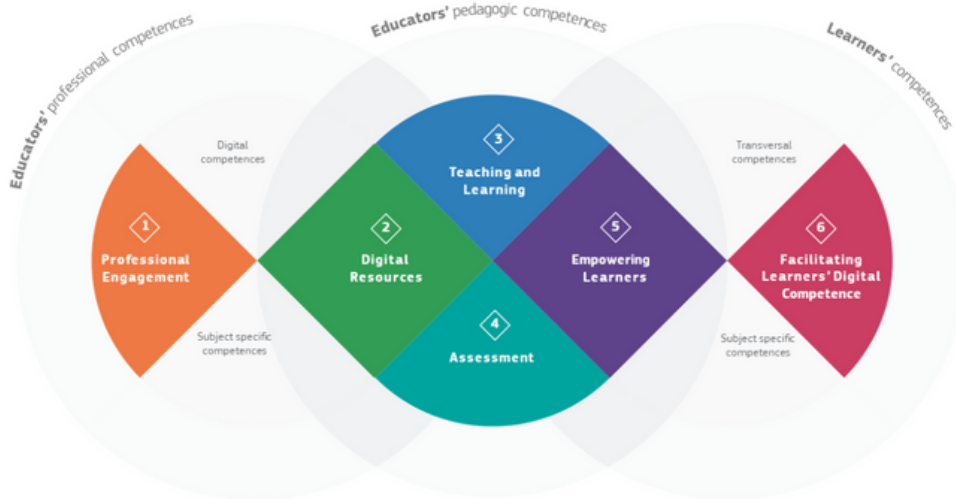 Educators' professional competences
Educators' pedagogic competences
Learners' competences
Digital
competences
Transversal
competences
1
Professional
Engagement
2
Digital
Resources
3
Teaching and
Learning
4
Assessment
5
Empowering
Learners
6
Facilitating
Learners' Digital
Competence
Subject specific
competences
Subject specific
competences